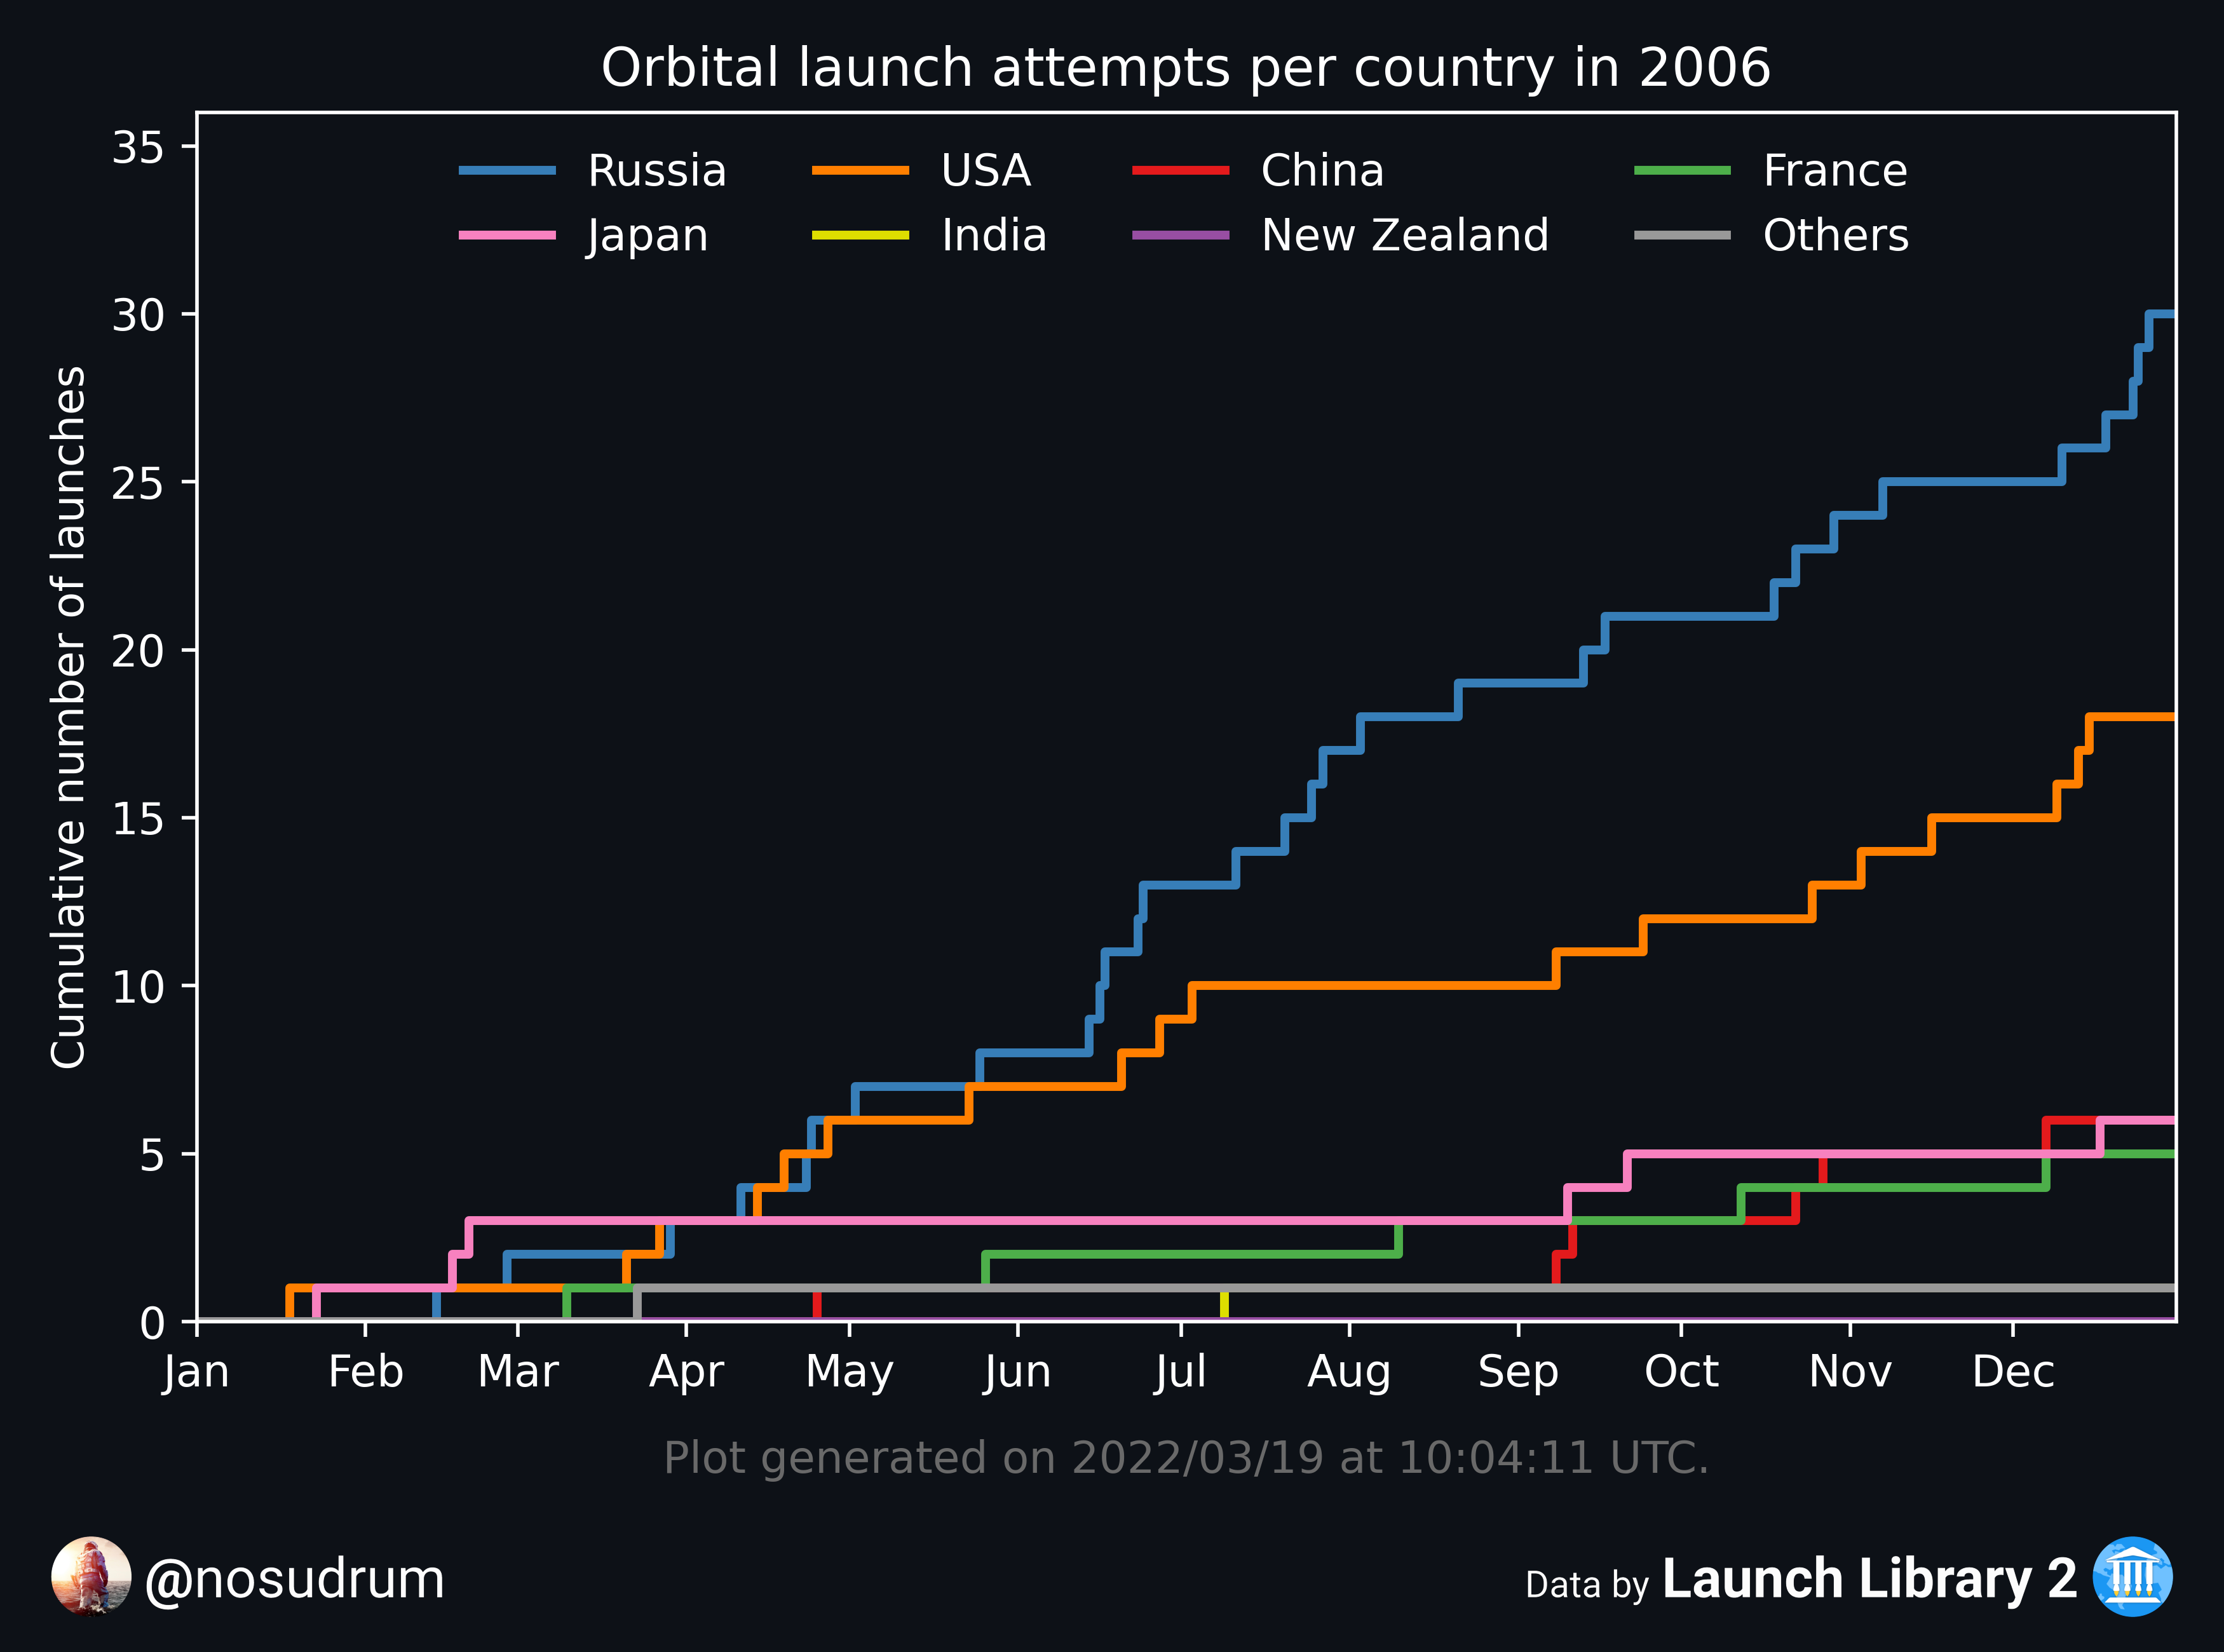 Orbital launch attempts per country in 2006
Russia USA China France
Japan India New Zealand Others
Cumulative number of launches
35
30
25
20
15
10
5
0
Jan Feb Mar Apr May Jun Jul Aug Sep Oct Nov Dec
Plot generated on 2022/03/19 at 10:04:11 UTC.
@nosudrum
Data by Launch Library 2